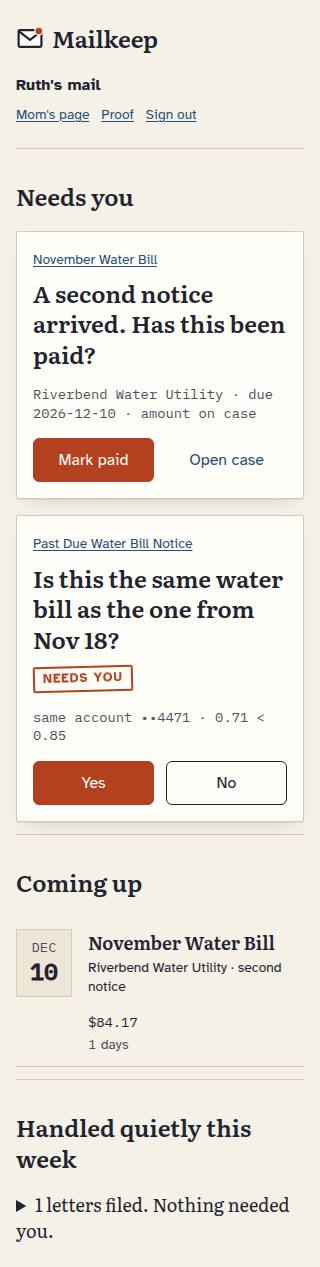 Mailkeep
Ruth's mail
Mom's page Proof Sign out
Needs you
November Water Bill
A second notice
arrived. Has this been
paid?
Riverbend Water Utility · due
2026-12-10 · amount on case
Mark paid Open case
Past Due Water Bill Notice
Is this the same water
bill as the one from
Nov 18?
NEEDS YOU
same account ••4471 · 0.71 <
0.85
Yes No
Coming up
DEC
10
November Water Bill
Riverbend Water Utility · second
notice
$84.17
1 days
Handled quietly this
week
1 letters filed. Nothing needed
you.